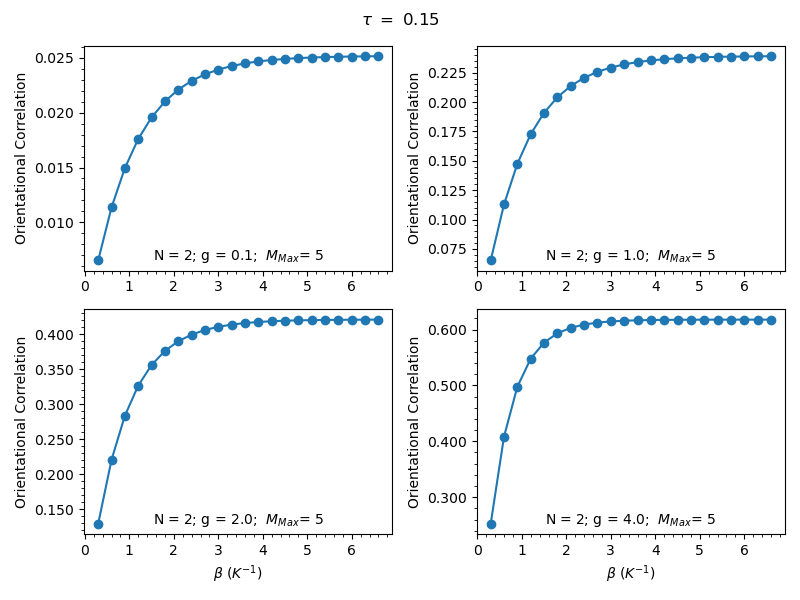 τ = 0.15
Orientational Correlation
0.025
0.020
0.015
0.010
N = 2; g = 0.1; M_Max= 5
0 1 2 3 4 5 6
Orientational Correlation
0.225
0.200
0.175
0.150
0.125
0.100
0.075
N = 2; g = 1.0; M_Max= 5
0 1 2 3 4 5 6
Orientational Correlation
0.400
0.350
0.300
0.250
0.200
0.150
N = 2; g = 2.0; M_Max= 5
0 1 2 3 4 5 6
β (K⁻¹)
Orientational Correlation
0.600
0.500
0.400
0.300
N = 2; g = 4.0; M_Max= 5
0 1 2 3 4 5 6
β (K⁻¹)